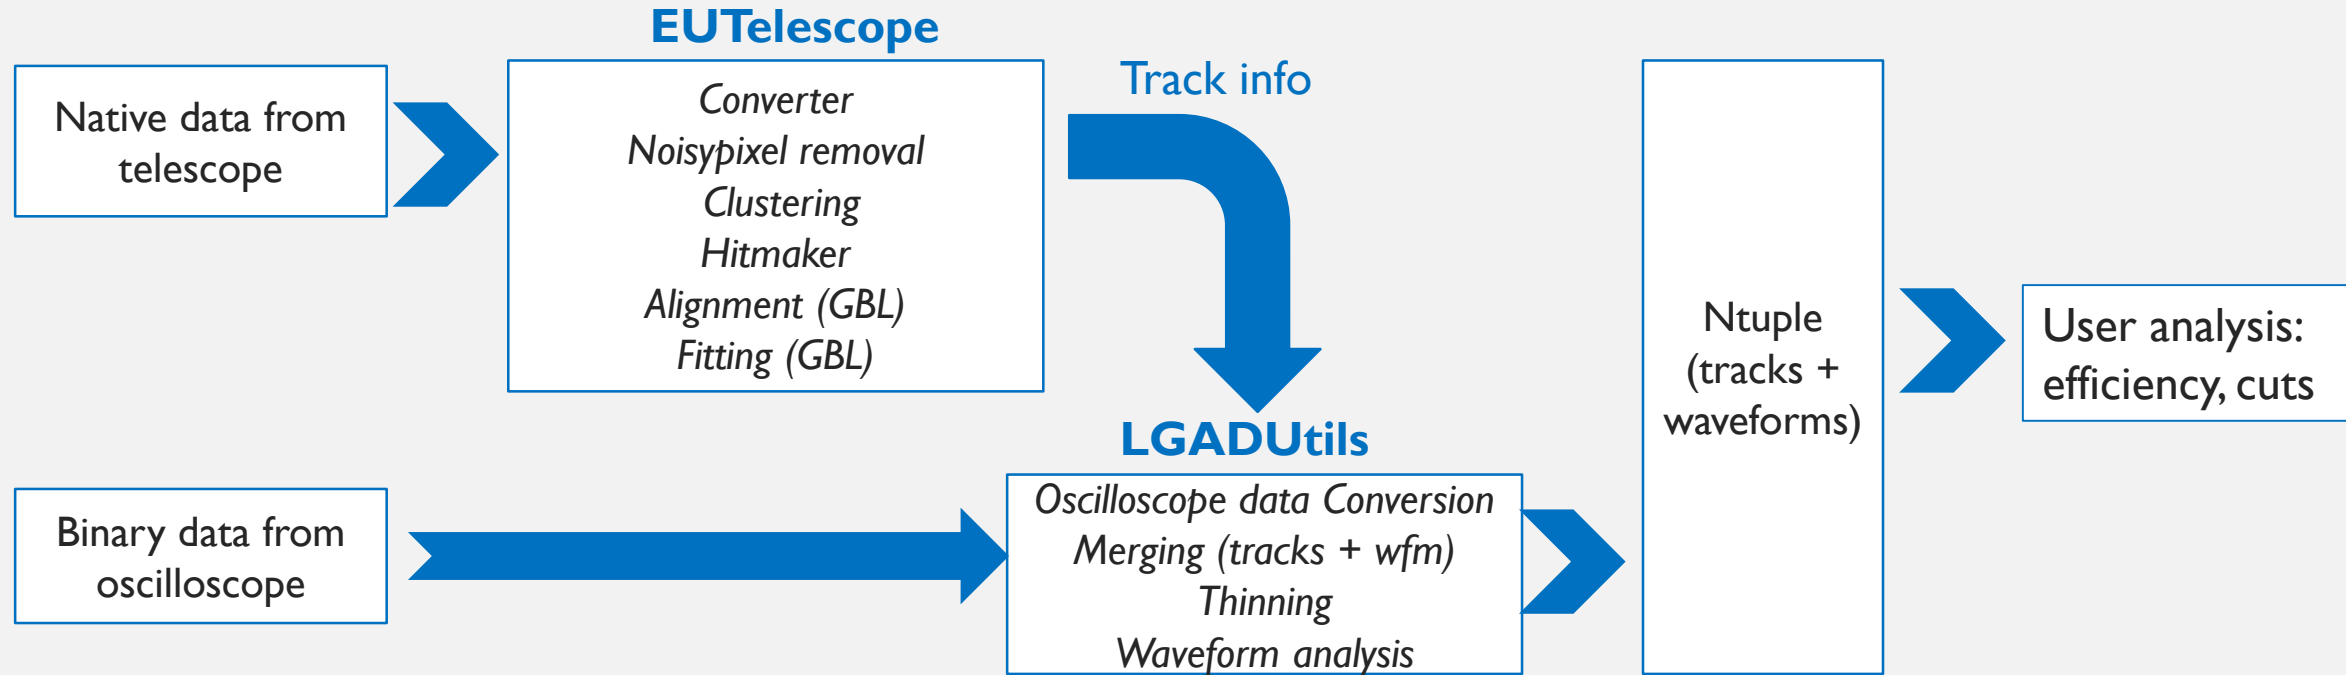 EUTelescope
Native data from
telescope
Converter
Noisypixel removal
Clustering
Hitmaker
Alignment (GBL)
Fitting (GBL)
Track info
LGADUtils
Binary data from
oscilloscope
Oscilloscope data Conversion
Merging (tracks + wfm)
Thinning
Waveform analysis
Ntuple
(tracks +
waveforms)
User analysis:
efficiency, cuts